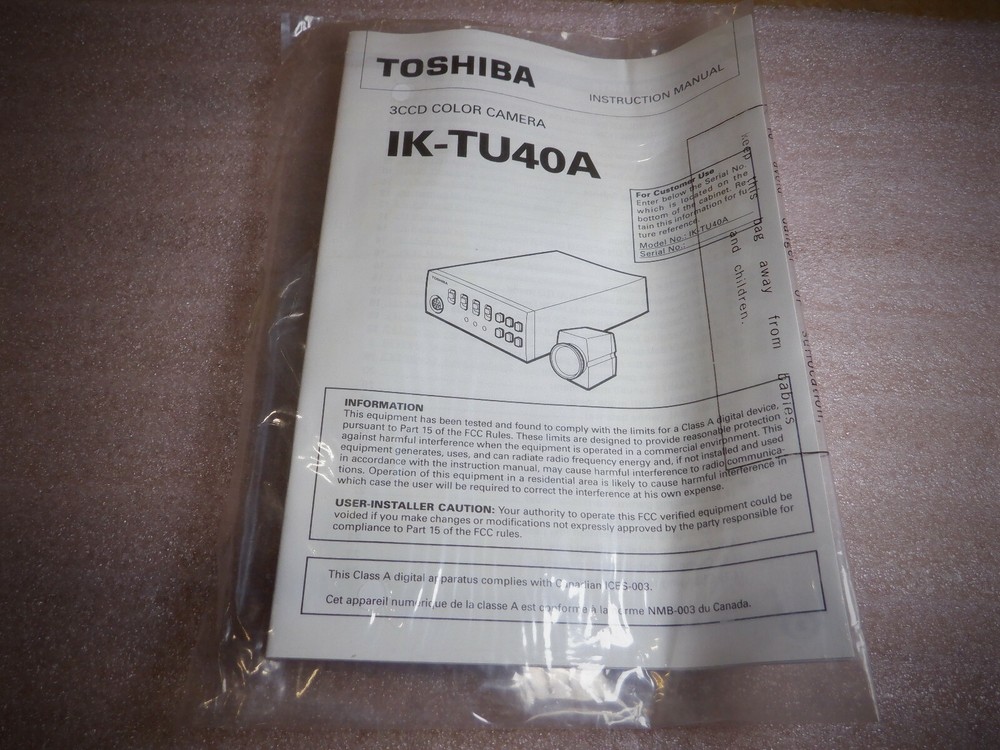 TOSHIBA
INSTRUCTION MANUAL
3CCD COLOR CAMERA
IK-TU40A
For Customer Use
Enter below the Serial No.
which is located on the
bottom of the cabinet. Re-
tain this information for fu-
ture reference.
Model No.: IK-TU40A
Serial No.:
keep this bag away from babies
and children.
suffocation,
TOSHIBA
INFORMATION
This equipment has been tested and found to comply with the limits for a Class A digital device,
pursuant to Part 15 of the FCC Rules. These limits are designed to provide reasonable protection
against harmful interference when the equipment is operated in a commercial environment. This
equipment generates, uses, and can radiate radio frequency energy and, if not installed and used
in accordance with the instruction manual, may cause harmful interference to radio communica-
tions. Operation of this equipment in a residential area is likely to cause harmful interference in
which case the user will be required to correct the interference at his own expense.
USER-INSTALLER CAUTION: Your authority to operate this FCC verified equipment could be
voided if you make changes or modifications not expressly approved by the party responsible for
compliance to Part 15 of the FCC rules.
This Class A digital apparatus complies with Canadian ICES-003.
Cet appareil numérique de la classe A est conforme à la norme NMB-003 du Canada.